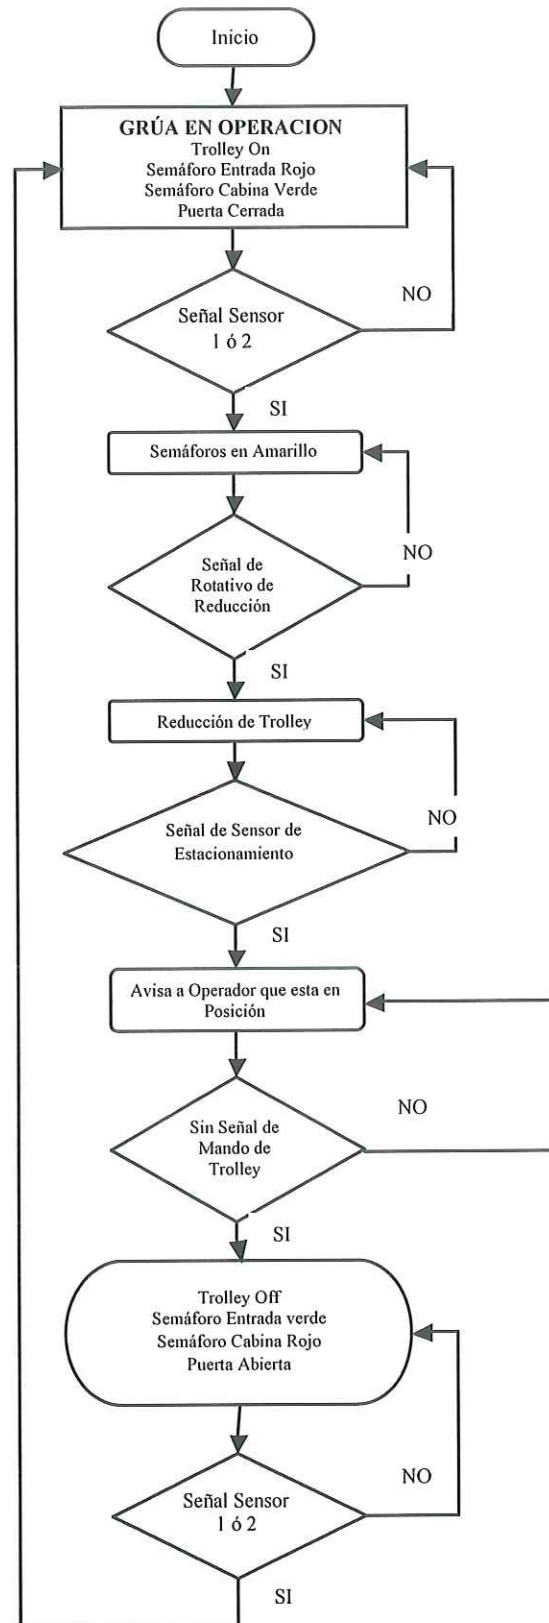 Inicio
GRÚA EN OPERACION
Trolley On
Semáforo Entrada Rojo
Semáforo Cabina Verde
Puerta Cerrada
NO
Señal Sensor
1 ó 2
SI
Semáforos en Amarillo
NO
Señal de
Rotativo de
Reducción
SI
Reducción de Trolley
NO
Señal de Sensor de
Estacionamiento
SI
Avisa a Operador que esta en
Posición
NO
Sin Señal de
Mando de
Trolley
SI
Trolley Off
Semáforo Entrada verde
Semáforo Cabina Rojo
Puerta Abierta
NO
Señal Sensor
1 ó 2
SI